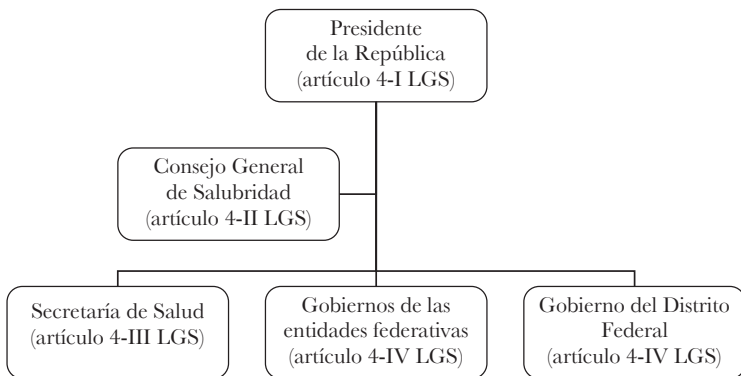 Presidente
de la República
(artículo 4-I LGS)
Consejo General
de Salubridad
(artículo 4-II LGS)
Secretaría de Salud
(artículo 4-III LGS)
Gobiernos de las
entidades federativas
(artículo 4-IV LGS)
Gobierno del Distrito
Federal
(artículo 4-IV LGS)